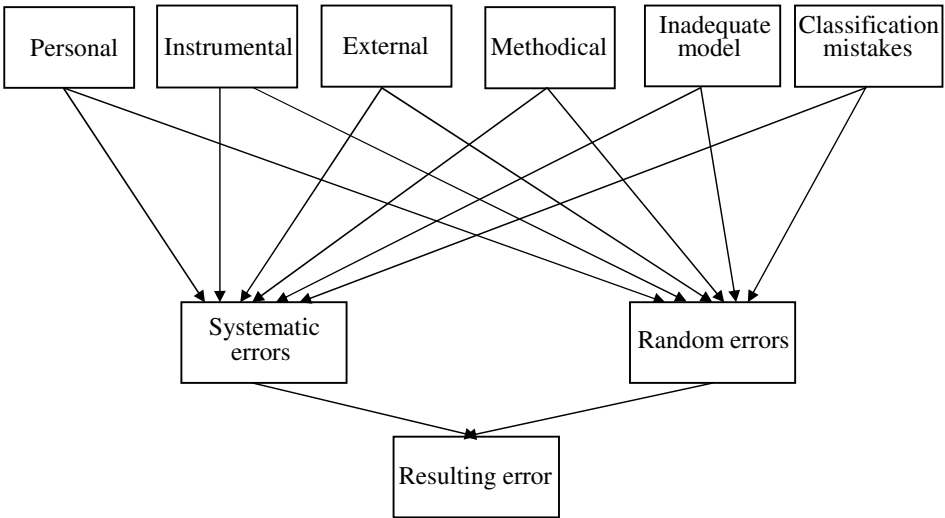 Personal
Instrumental
External
Methodical
Inadequate
model
Classification
mistakes
Systematic
errors
Random errors
Resulting error